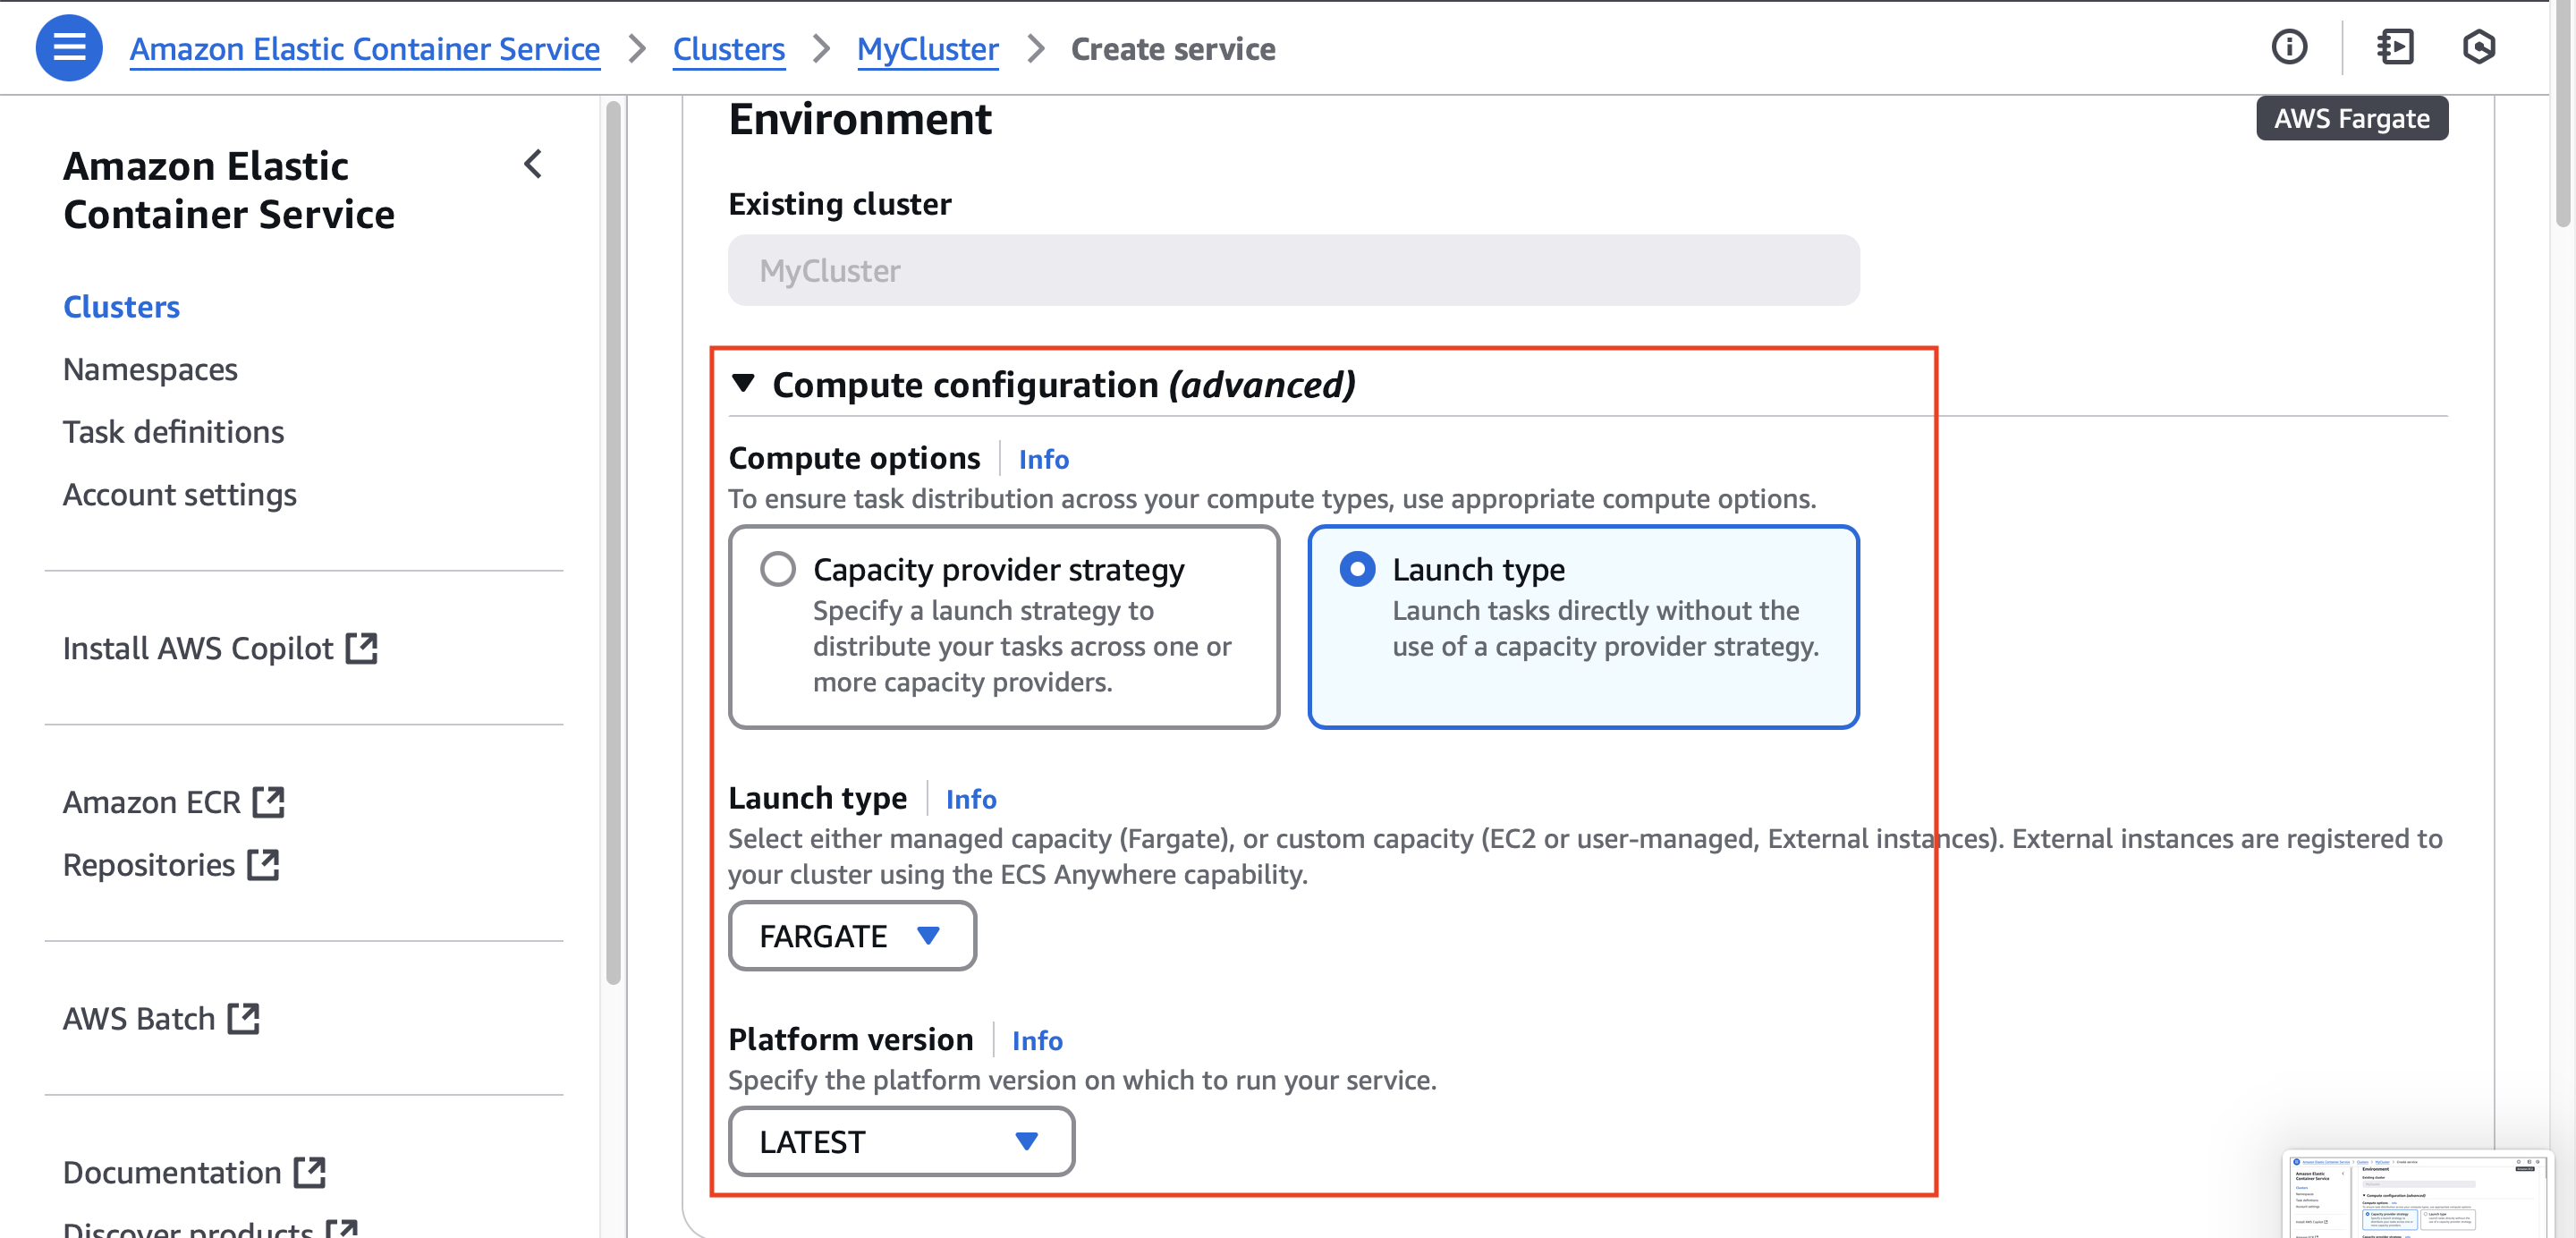 Amazon Elastic Container Service > Clusters > MyCluster > Create service
Amazon Elastic
Container Service
Clusters
Namespaces
Task definitions
Account settings
Install AWS Copilot
Amazon ECR
Repositories
AWS Batch
Documentation
Discover products
Environment
AWS Fargate
Existing cluster
MyCluster
Compute configuration (advanced)
Compute options Info
To ensure task distribution across your compute types, use appropriate compute options.
Capacity provider strategy
Specify a launch strategy to
distribute your tasks across one or
more capacity providers.
Launch type
Launch tasks directly without the
use of a capacity provider strategy.
Launch type Info
Select either managed capacity (Fargate), or custom capacity (EC2 or user-managed, External instances). External instances are registered to
your cluster using the ECS Anywhere capability.
FARGATE
Platform version Info
Specify the platform version on which to run your service.
LATEST